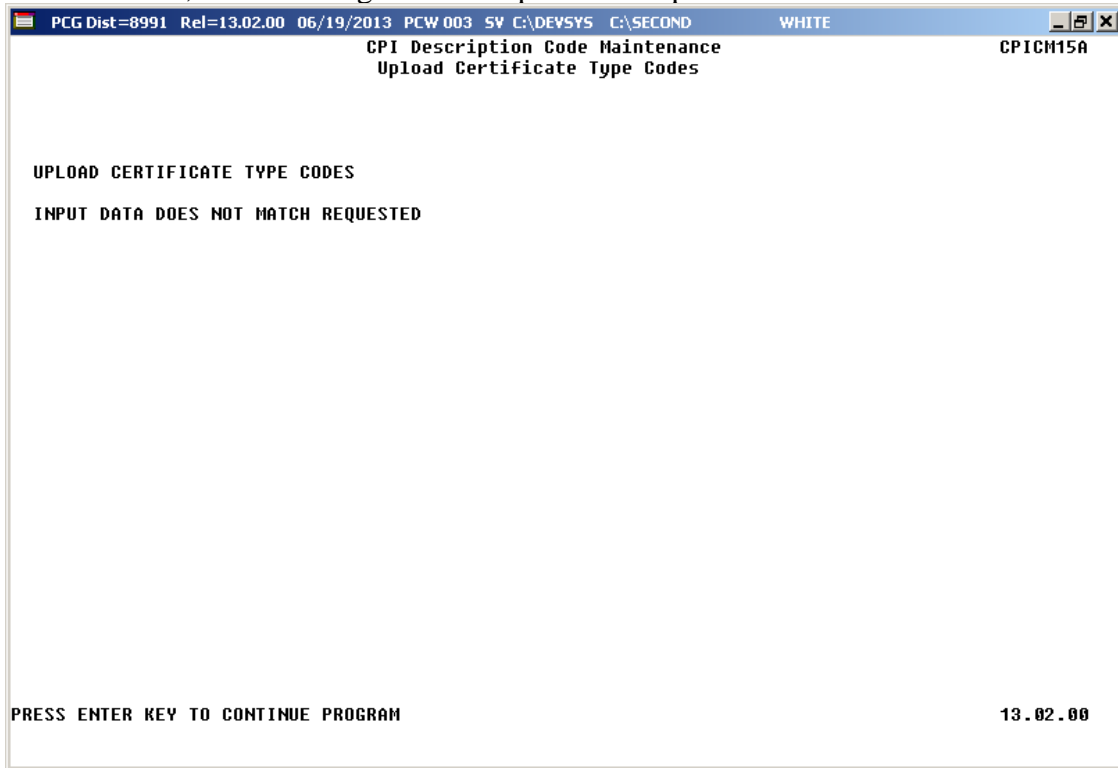 PCG Dist=8991 Rel=13.02.00 06/19/2013 PCW 003 SV C:\DEVSYS C:\SECOND WHITE
CPI Description Code Maintenance CPICM15A
Upload Certificate Type Codes
UPLOAD CERTIFICATE TYPE CODES
INPUT DATA DOES NOT MATCH REQUESTED
PRESS ENTER KEY TO CONTINUE PROGRAM 13.02.00